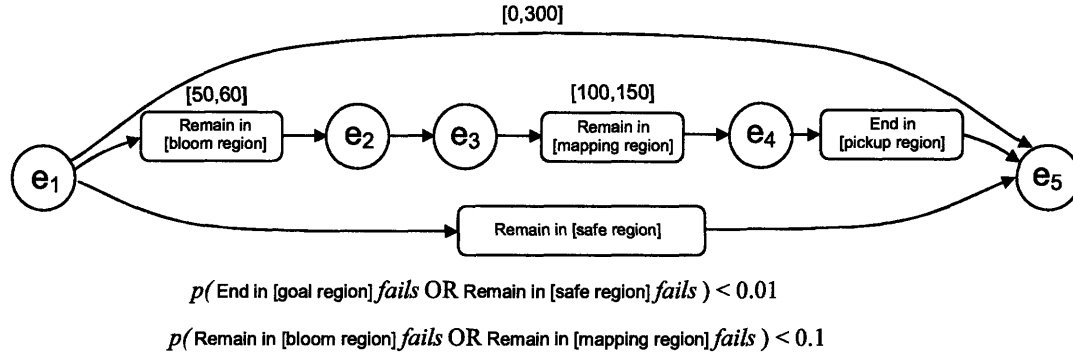 [0,300]
[50,60]
[100,150]
Remain in
[bloom region]
e2
e3
Remain in
[mapping region]
e4
End in
[pickup region]
e1
e5
Remain in [safe region]
p( End in [goal region] fails OR Remain in [safe region] fails ) < 0.01
p( Remain in [bloom region] fails OR Remain in [mapping region] fails ) < 0.1